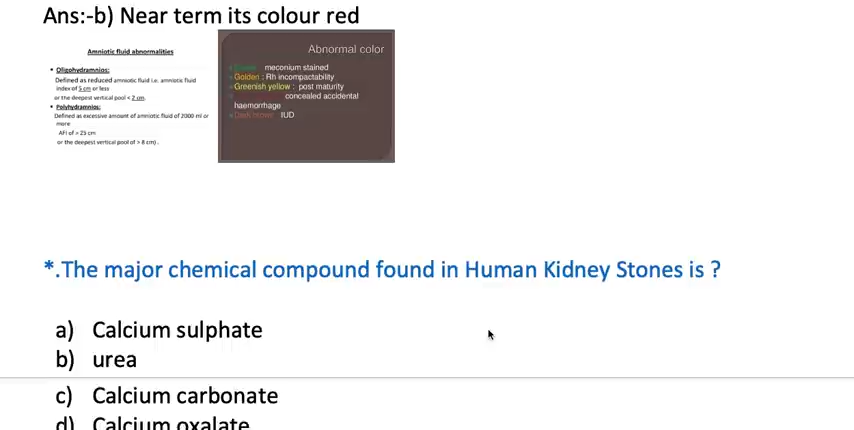 Ans:-b) Near term its colour red
Amniotic fluid abnormalities
• Oligohydramnios:
Defined as reduced amniotic fluid i.e. amniotic fluid
index of 5 cm or less
or the deepest vertical pool < 2 cm.
• Polyhydramnios:
Defined as excessive amount of amniotic fluid of 2000 ml or
more
AFI of > 25 cm
or the deepest vertical pool of > 8 cm) .
Abnormal color
meconium stained
Golden : Rh incompactability
Greenish yellow : post maturity
concealed accidental
haemorrhage
IUD
*.The major chemical compound found in Human Kidney Stones is ?
a) Calcium sulphate
b) urea
c) Calcium carbonate
d) Calcium oxalate